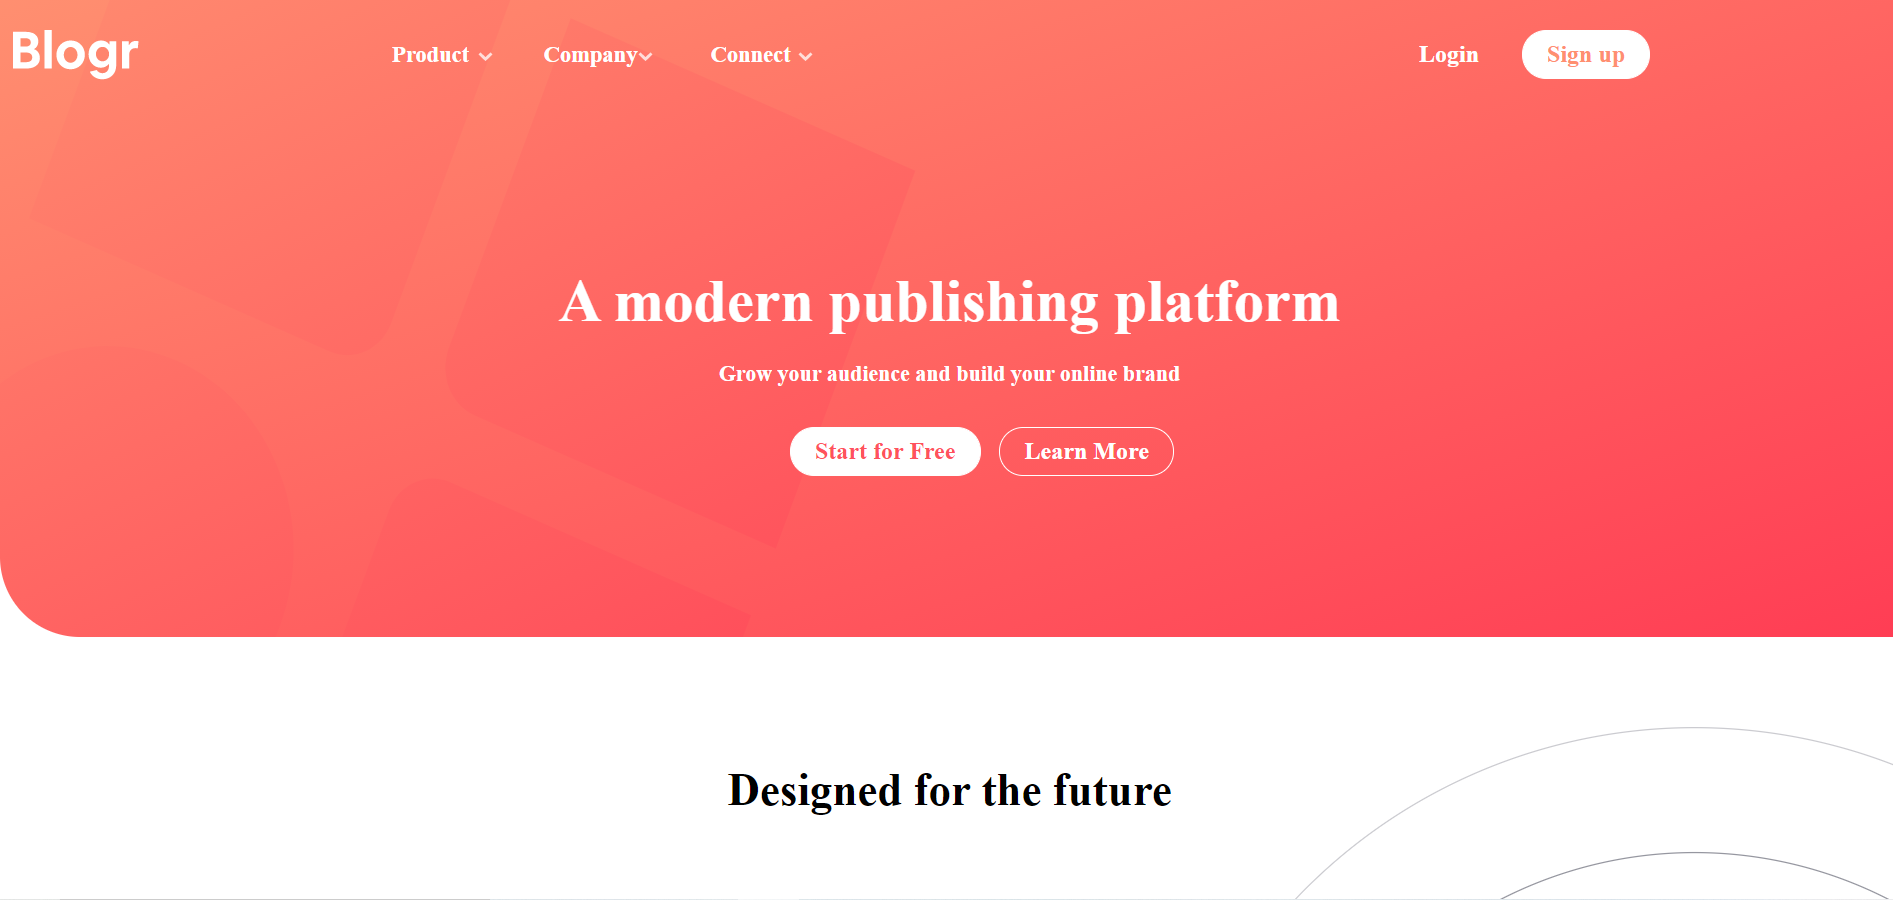 Blogr Product Company Connect Login Sign up
A modern publishing platform
Grow your audience and build your online brand
Start for Free Learn More
Designed for the future